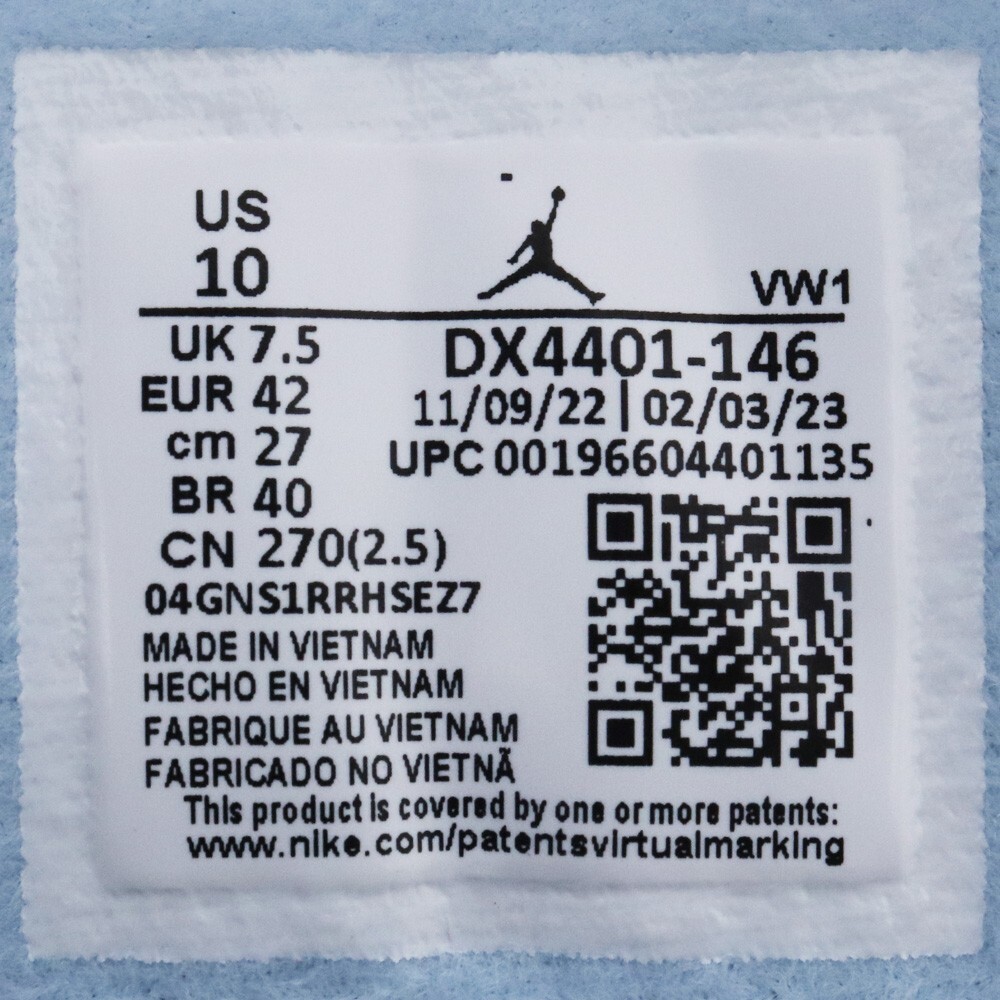 US
10
VW1
UK 7.5
DX4401-146
EUR 42
11/09/22 | 02/03/23
cm 27
UPC 001966604401135
BR 40
CN 270(2.5)
04GNS1RRHSEZ7
MADE IN VIETNAM
HECHO EN VIETNAM
FABRIQUE AU VIETNAM
FABRICADO NO VIETNÃ
This product is covered by one or more patents:
www.nike.com/patentsvirtualmarking